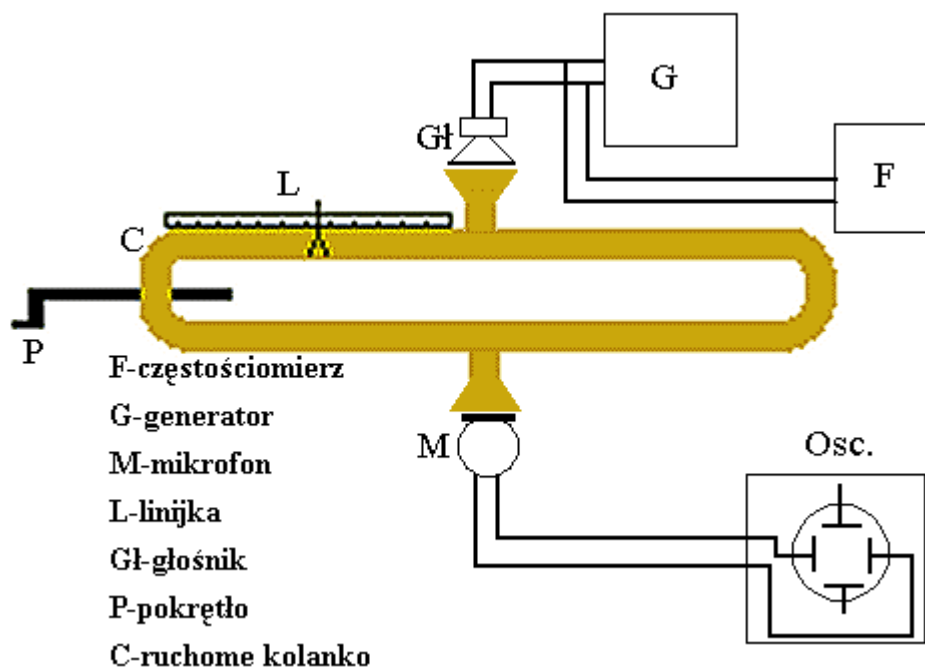 G
Gł
F
L
C
P
F-częstościomierz
G-generator
M-mikrofon
M
Osc.
L-linijka
Gł-głośnik
P-pokrętło
C-ruchome kolanko